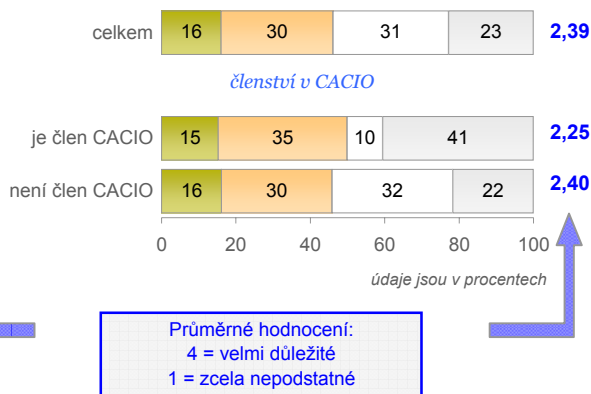 celkem 16 30 31 23 2,39
členství v CACIO
je člen CACIO 15 35 10 41 2,25
není člen CACIO 16 30 32 22 2,40
0 20 40 60 80 100
údaje jsou v procentech
Průměrné hodnocení:
4 = velmi důležité
1 = zcela nepodstatné